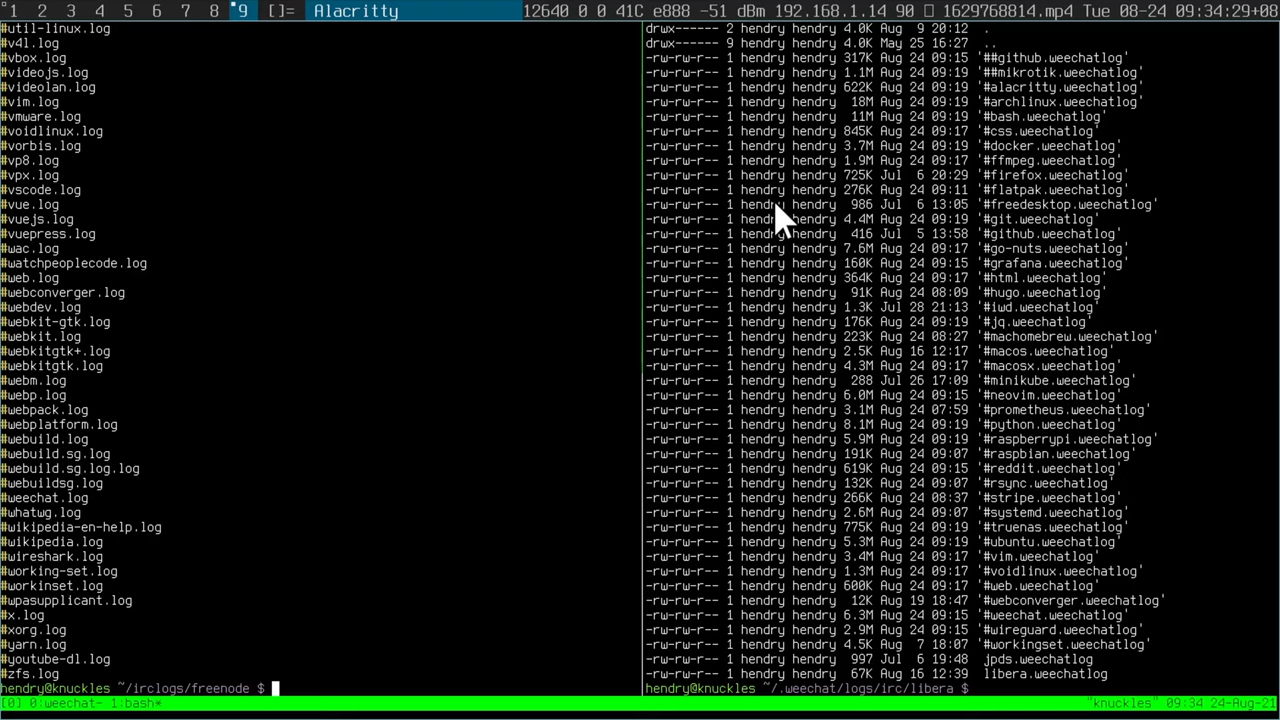 1 2 3 4 5 6 7 8 9 []= Alacritty 12640 0 0 41C e888 -51 dBm 192.168.1.14 90 1629768814.mp4 Tue 08-24 09:34:29+08
#util-linux.log
#v4l.log
#vbox.log
#videojs.log
#videolan.log
#vim.log
#vmware.log
#voidlinux.log
#vorbis.log
#vp8.log
#vpx.log
#vscode.log
#vue.log
#vuejs.log
#vuepress.log
#wac.log
#watchpeoplecode.log
#web.log
#webconverger.log
#webdev.log
#webkit-gtk.log
#webkit.log
#webkitgtk+.log
#webkitgtk.log
#webm.log
#webp.log
#webpack.log
#webplatform.log
#webuild.log
#webuild.sg.log
#webuild.sg.log.log
#webuildsg.log
#weechat.log
#whatwg.log
#wikipedia-en-help.log
#wikipedia.log
#wireshark.log
#working-set.log
#workinset.log
#wpasupplicant.log
#x.log
#xorg.log
#yarn.log
#youtube-dl.log
#zfs.log
hendry@knuckles ~/irclogs/freenode $
drwx------ 2 hendry hendry 4.0K Aug  9 20:12  .
drwx------ 9 hendry hendry 4.0K May 25 16:27  ..
-rw-rw-r-- 1 hendry hendry 317K Aug 24 09:15 '##github.weechatlog'
-rw-rw-r-- 1 hendry hendry 1.1M Aug 24 09:19 '##mikrotik.weechatlog'
-rw-rw-r-- 1 hendry hendry 622K Aug 24 09:19 '#alacritty.weechatlog'
-rw-rw-r-- 1 hendry hendry  18M Aug 24 09:19 '#archlinux.weechatlog'
-rw-rw-r-- 1 hendry hendry  11M Aug 24 09:19 '#bash.weechatlog'
-rw-rw-r-- 1 hendry hendry 845K Aug 24 09:17 '#css.weechatlog'
-rw-rw-r-- 1 hendry hendry 3.7M Aug 24 09:19 '#docker.weechatlog'
-rw-rw-r-- 1 hendry hendry 1.9M Aug 24 09:17 '#ffmpeg.weechatlog'
-rw-rw-r-- 1 hendry hendry 725K Jul  6 20:29 '#firefox.weechatlog'
-rw-rw-r-- 1 hendry hendry 276K Aug 24 09:11 '#flatpak.weechatlog'
-rw-rw-r-- 1 hendry hendry  986 Jul  6 13:05 '#freedesktop.weechatlog'
-rw-rw-r-- 1 hendry hendry 4.4M Aug 24 09:19 '#git.weechatlog'
-rw-rw-r-- 1 hendry hendry  416 Jul  5 13:58 '#github.weechatlog'
-rw-rw-r-- 1 hendry hendry 7.6M Aug 24 09:17 '#go-nuts.weechatlog'
-rw-rw-r-- 1 hendry hendry 160K Aug 24 09:15 '#grafana.weechatlog'
-rw-rw-r-- 1 hendry hendry 364K Aug 24 09:17 '#html.weechatlog'
-rw-rw-r-- 1 hendry hendry  91K Aug 24 08:09 '#hugo.weechatlog'
-rw-rw-r-- 1 hendry hendry 1.3K Jul 28 21:13 '#iwd.weechatlog'
-rw-rw-r-- 1 hendry hendry 176K Aug 24 09:19 '#jq.weechatlog'
-rw-rw-r-- 1 hendry hendry 223K Aug 24 08:27 '#machomebrew.weechatlog'
-rw-rw-r-- 1 hendry hendry 2.5K Aug 16 12:17 '#macos.weechatlog'
-rw-rw-r-- 1 hendry hendry 4.3M Aug 24 09:19 '#macosx.weechatlog'
-rw-rw-r-- 1 hendry hendry  288 Jul 26 17:09 '#minikube.weechatlog'
-rw-rw-r-- 1 hendry hendry 6.0M Aug 24 09:15 '#neovim.weechatlog'
-rw-rw-r-- 1 hendry hendry 3.1M Aug 24 07:59 '#prometheus.weechatlog'
-rw-rw-r-- 1 hendry hendry 8.1M Aug 24 09:19 '#python.weechatlog'
-rw-rw-r-- 1 hendry hendry 5.9M Aug 24 09:19 '#raspberrypi.weechatlog'
-rw-rw-r-- 1 hendry hendry 191K Aug 24 09:07 '#raspbian.weechatlog'
-rw-rw-r-- 1 hendry hendry 619K Aug 24 09:15 '#reddit.weechatlog'
-rw-rw-r-- 1 hendry hendry 132K Aug 24 09:07 '#rsync.weechatlog'
-rw-rw-r-- 1 hendry hendry 266K Aug 24 08:37 '#stripe.weechatlog'
-rw-rw-r-- 1 hendry hendry 2.6M Aug 24 09:07 '#systemd.weechatlog'
-rw-rw-r-- 1 hendry hendry 775K Aug 24 09:19 '#truenas.weechatlog'
-rw-rw-r-- 1 hendry hendry 5.3M Aug 24 09:19 '#ubuntu.weechatlog'
-rw-rw-r-- 1 hendry hendry 3.4M Aug 24 09:17 '#vim.weechatlog'
-rw-rw-r-- 1 hendry hendry 1.3M Aug 24 09:17 '#voidlinux.weechatlog'
-rw-rw-r-- 1 hendry hendry 600K Aug 24 09:17 '#web.weechatlog'
-rw-rw-r-- 1 hendry hendry  12K Aug 19 18:47 '#webconverger.weechatlog'
-rw-rw-r-- 1 hendry hendry 6.3M Aug 24 09:15 '#weechat.weechatlog'
-rw-rw-r-- 1 hendry hendry 2.9M Aug 24 09:15 '#wireguard.weechatlog'
-rw-rw-r-- 1 hendry hendry 4.5K Aug  7 18:07 '#workingset.weechatlog'
-rw-rw-r-- 1 hendry hendry  997 Jul  6 19:48  jpds.weechatlog
-rw-rw-r-- 1 hendry hendry  67K Aug 16 12:39  libera.weechatlog
hendry@knuckles ~/.weechat/logs/irc/libera $
[0] 0:weechat- 1:bash* "knuckles" 09:34 24-Aug-21